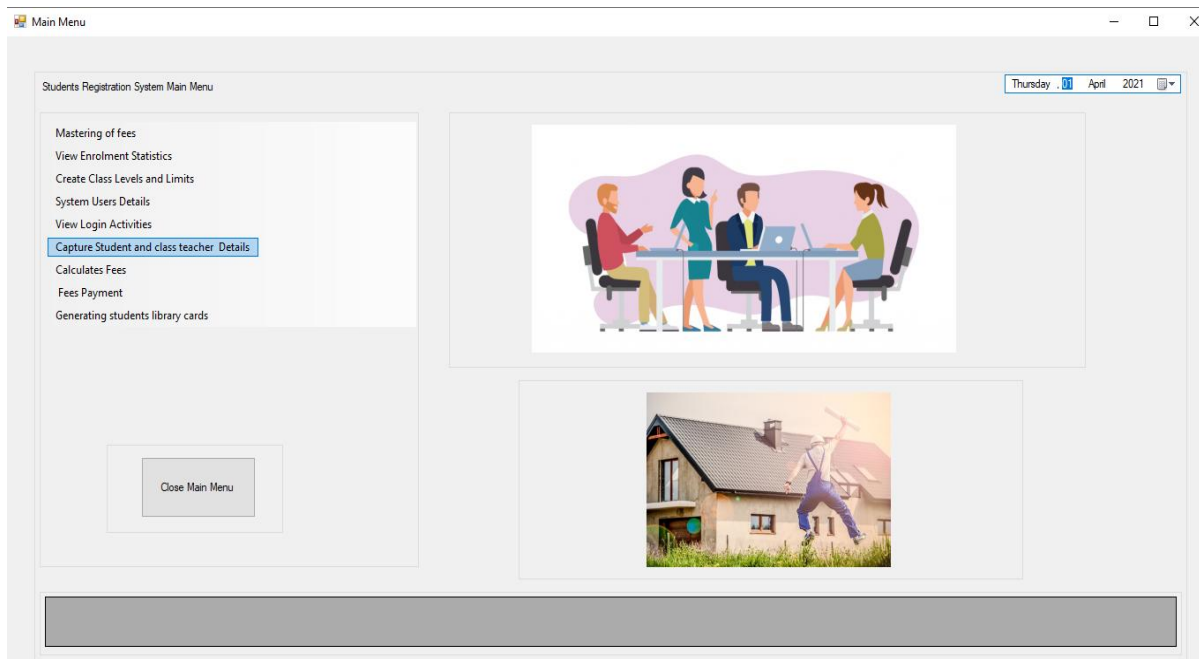 Main Menu
Students Registration System Main Menu
Thursday , 01 April 2021
Mastering of fees
View Enrolment Statistics
Create Class Levels and Limits
System Users Details
View Login Activities
Capture Student and class teacher Details
Calculates Fees
Fees Payment
Generating students library cards
Close Main Menu